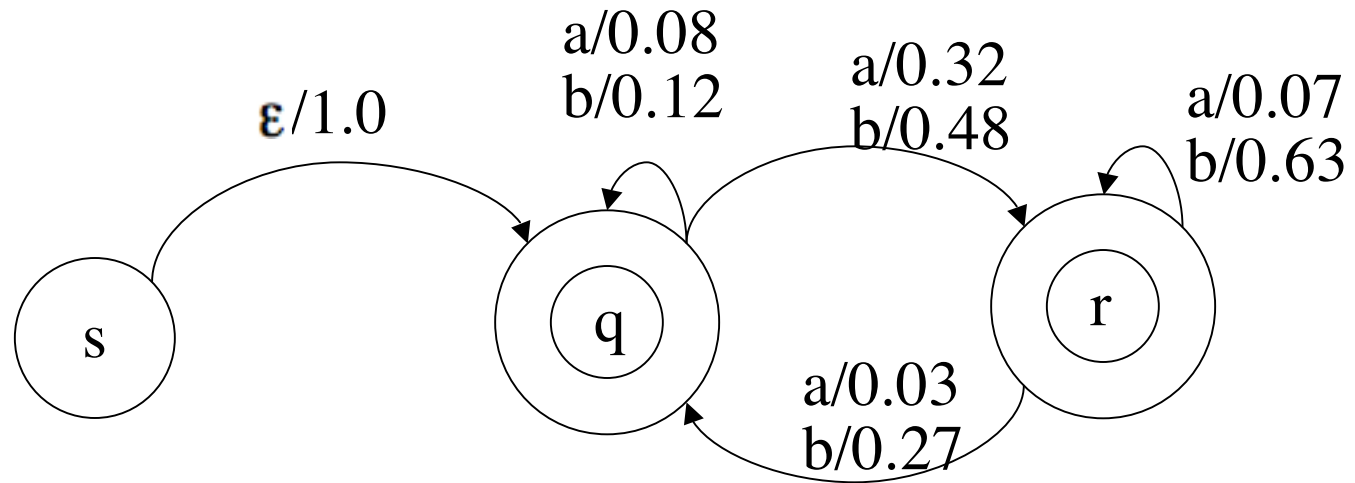 ε/1.0
a/0.08
b/0.12
a/0.32
b/0.48
a/0.07
b/0.63
s
q
r
a/0.03
b/0.27